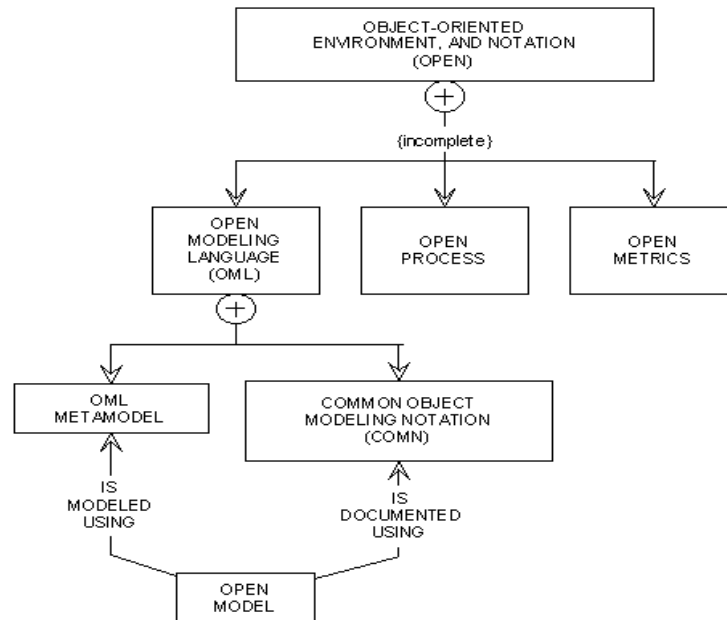 OBJECT-ORIENTED
ENVIRONMENT, AND NOTATION
(OPEN)
{incomplete}
OPEN
MODELING
LANGUAGE
(OML)
OPEN
PROCESS
OPEN
METRICS
OML
METAMODEL
COMMON OBJECT
MODELING NOTATION
(COMN)
IS
MODELED
USING
IS
DOCUMENTED
USING
OPEN
MODEL